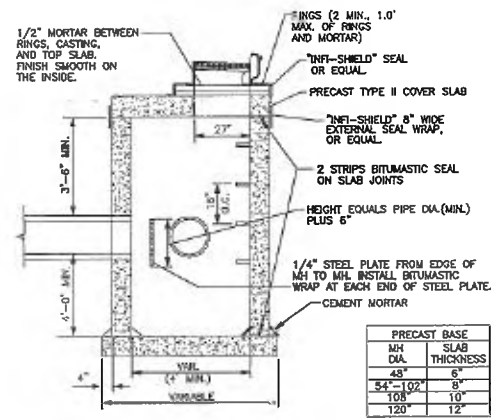 1/2" MORTAR BETWEEN
RINGS, CASTING,
AND TOP SLAB.
FINISH SMOOTH ON
THE INSIDE.
RINGS (2 MIN., 1.0'
MAX. OF RINGS
AND MORTAR)
"INFI-SHIELD" SEAL
OR EQUAL
PRECAST TYPE II COVER SLAB
"INFI-SHIELD" 8" WIDE
EXTERNAL SEAL WRAP,
OR EQUAL
2 STRIPS BITUMASTIC SEAL
ON SLAB JOINTS
HEIGHT EQUALS PIPE DIA.(MIN.)
PLUS 6"
1/4" STEEL PLATE FROM EDGE OF
MH TO MH. INSTALL BITUMASTIC
WRAP AT EACH END OF STEEL PLATE.
CEMENT MORTAR
27"
3'-6" MIN.
O.C.
4'-0" MIN.
4"
(4' MIN.)
VARIABLE
PRECAST BASE
MH DIA.
SLAB THICKNESS
48" 6"
54"-102" 8"
108" 10"
120" 12"